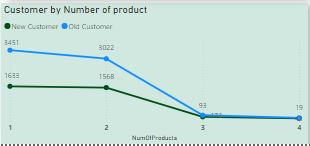 Customer by Number of product
New Customer Old Customer
3451
3022
1633
1568
93
19
1 2 3 4
NumOfProducts